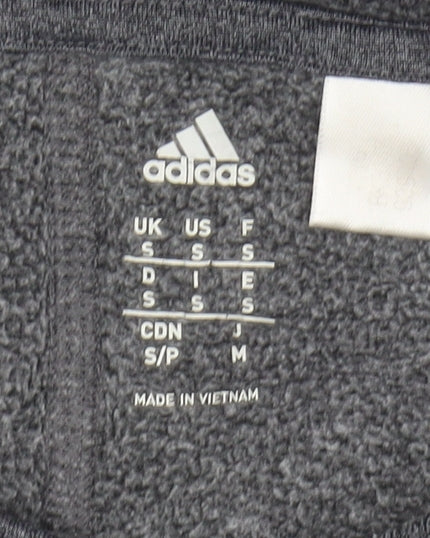 adidas
UK US F
S S S
D I E
S S S
CDN J
S/P M
MADE IN VIETNAM